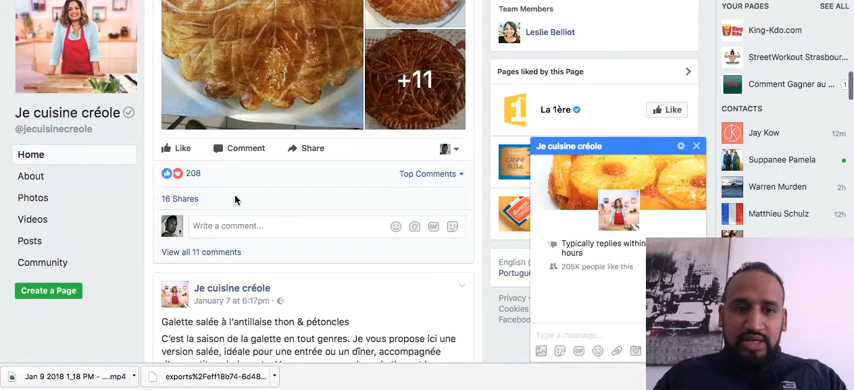 Je cuisine créole
@jecuisinecreole
Home
About
Photos
Videos
Posts
Community
Create a Page
+11
Like
Comment
Share
208
Top Comments
16 Shares
Write a comment...
GIF
View all 11 comments
Je cuisine créole
January 7 at 6:17pm ·
Galette salée à l'antillaise thon & pétoncles
C'est la saison de la galette en tout genres. Je vous propose ici une
version salée, idéale pour une entrée ou un dîner, accompagnée
Team Members
Leslie Belliot
Pages liked by this Page
La 1ère
Like
English (
Portugu
Privacy ·
Cookies
Facebook
Je cuisine créole
Typically replies within
hours
205K people like this
Type a message...
GIF
YOUR PAGES
SEE ALL
King-Kdo.com
StreetWorkout Strasbour...
Comment Gagner au ...
1
CONTACTS
Jay Kow
12m
Suppanee Pamela
Warren Murden
2h
Matthieu Schulz
12h
Jan 9 2018 1_18 PM - ....mp4
exports%2Feff18b74-6d48...